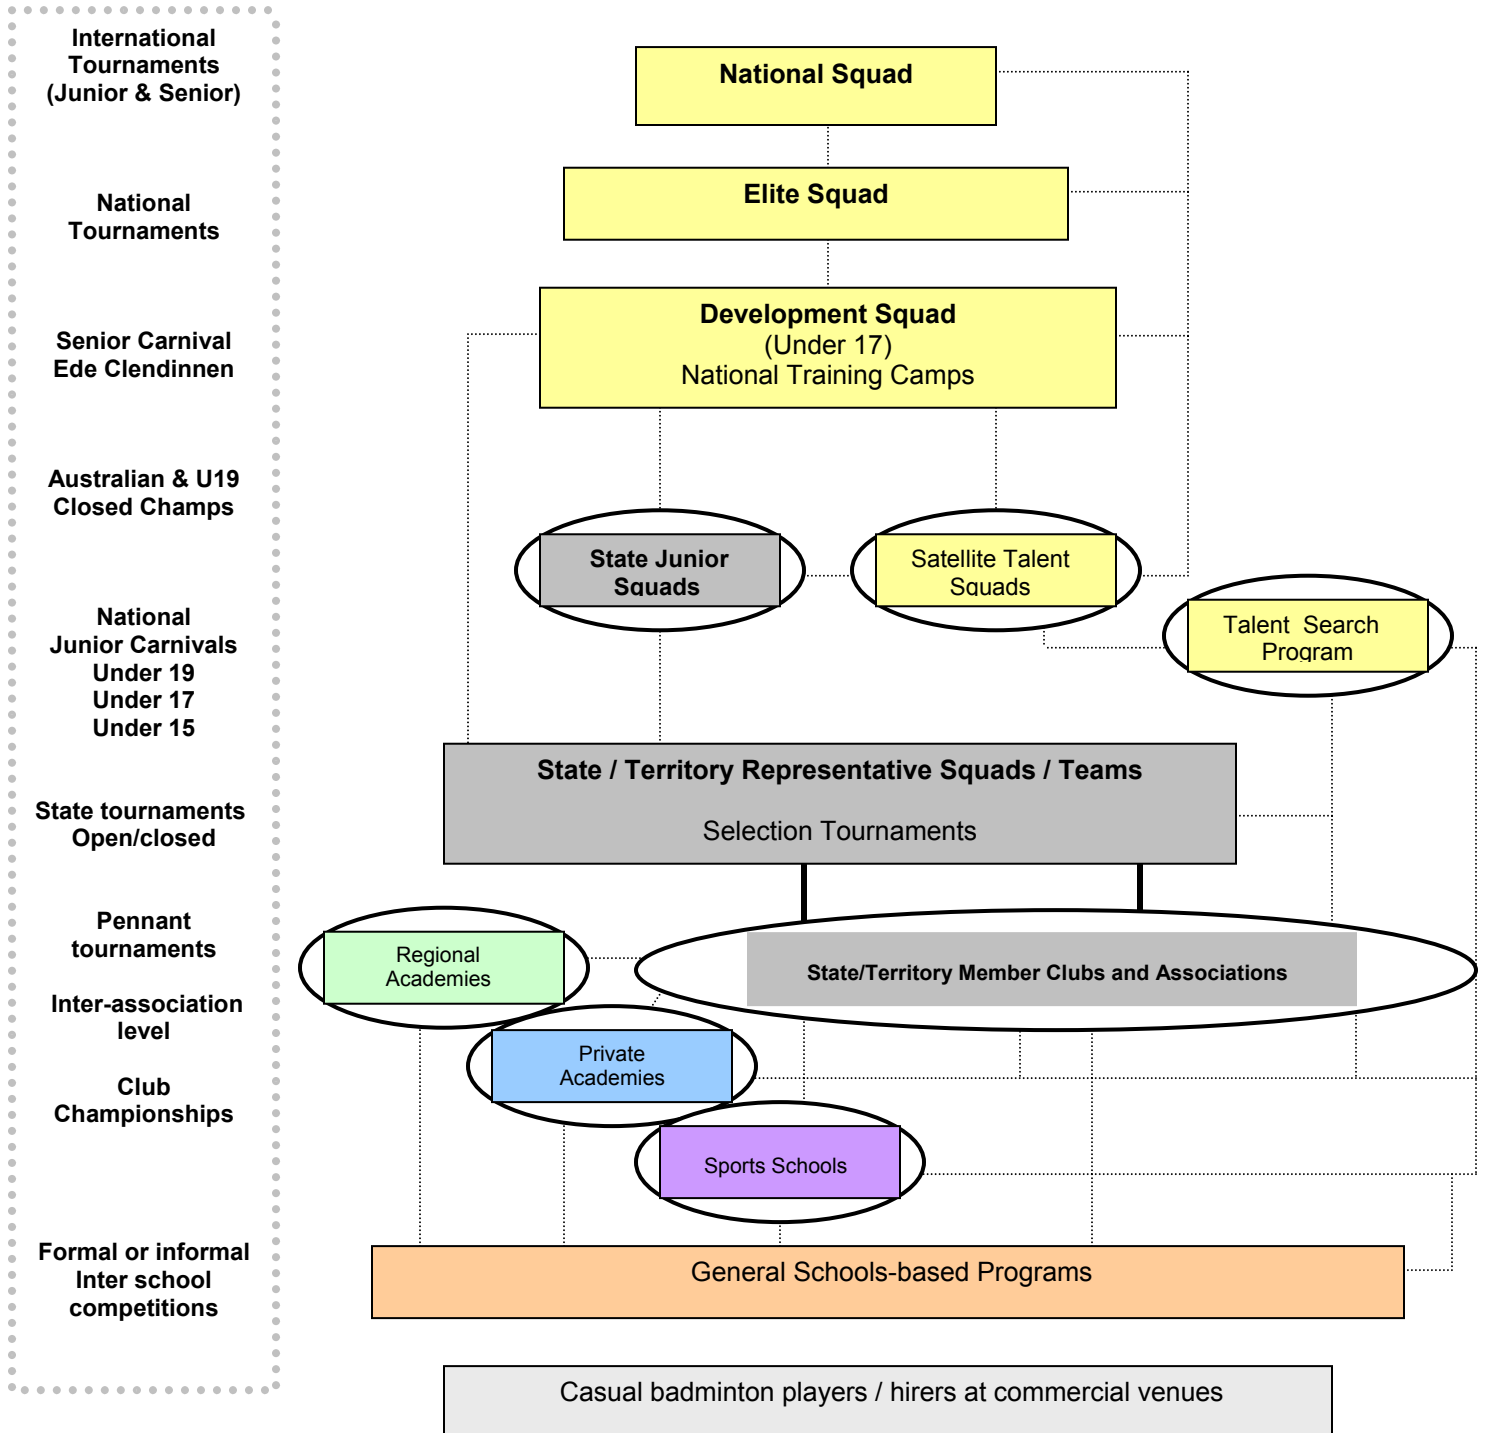 International
Tournaments
(Junior & Senior)
National
Tournaments
Senior Carnival
Ede Clendinnen
Australian & U19
Closed Champs
National
Junior Carnivals
Under 19
Under 17
Under 15
State tournaments
Open/closed
Pennant
tournaments
Inter-association
level
Club
Championships
Formal or informal
Inter school
competitions
National Squad
Elite Squad
Development Squad
(Under 17)
National Training Camps
State Junior
Squads
Satellite Talent
Squads
Talent Search
Program
State / Territory Representative Squads / Teams
Selection Tournaments
Regional
Academies
State/Territory Member Clubs and Associations
Private
Academies
Sports Schools
General Schools-based Programs
Casual badminton players / hirers at commercial venues